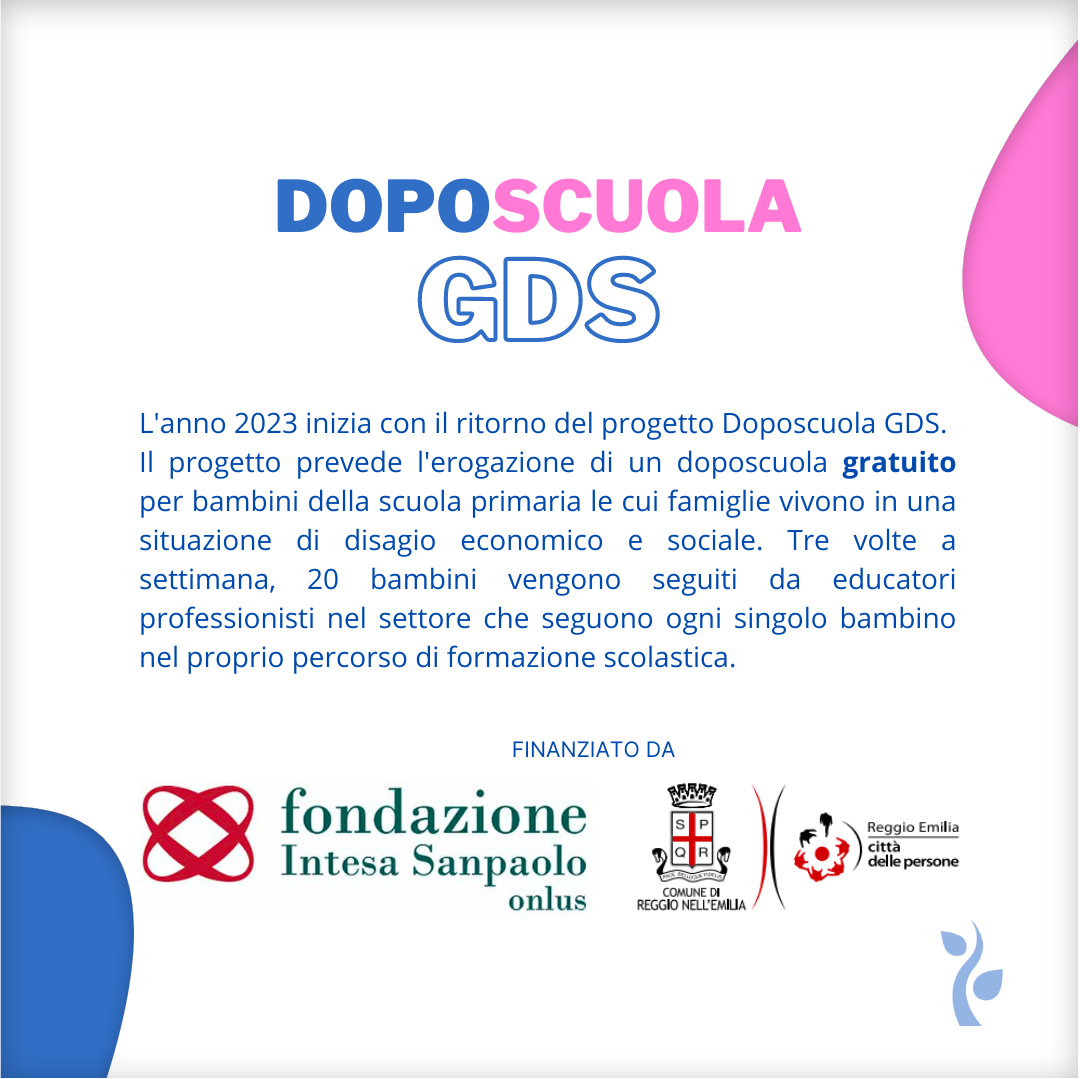 DOPOSCUOLA
GDS
L'anno 2023 inizia con il ritorno del progetto Doposcuola GDS.
Il progetto prevede l'erogazione di un doposcuola gratuito
per bambini della scuola primaria le cui famiglie vivono in una
situazione di disagio economico e sociale. Tre volte a
settimana, 20 bambini vengono seguiti da educatori
professionisti nel settore che seguono ogni singolo bambino
nel proprio percorso di formazione scolastica.
FINANZIATO DA
fondazione
Intesa Sanpaolo
onlus
S P
Q R
COMUNE DI
REGGIO NELL'EMILIA
Reggio Emilia
città
delle persone